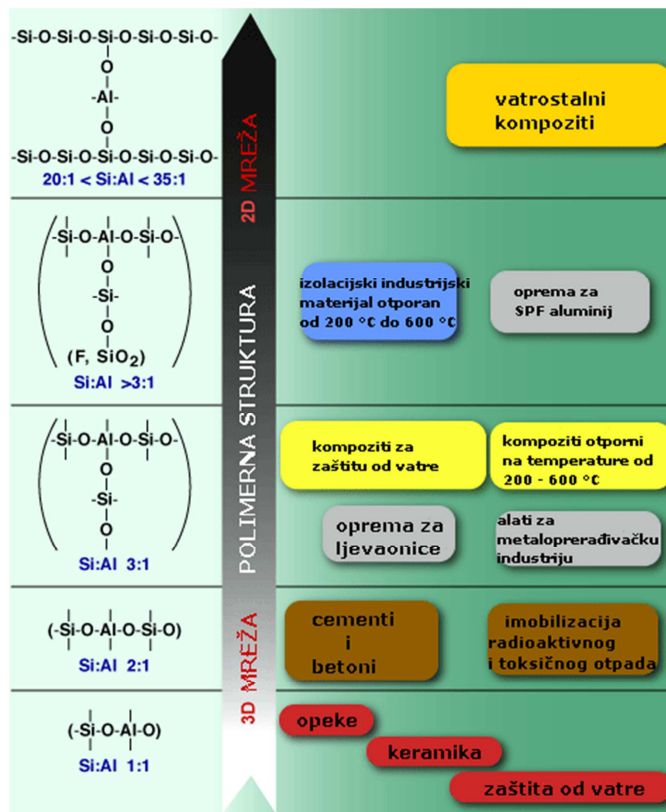 -Si-O-Si-O-Si-O-Si-O-Si-O-
O
-Al-
O
-Si-O-Si-O-Si-O-Si-O-Si-O-
20:1 < Si:Al < 35:1
vatrostalni
kompoziti
2D MREŽA
POLIMERNA STRUKTURA
3D MREŽA
-Si-O-Al-O-Si-O-
O
-Si-
O
(F, SiO2)
Si:Al >3:1
izolacijski industrijski
materijal otporan
od 200 °C do 600 °C
oprema za
SPF aluminij
-Si-O-Al-O-Si-O-
O
-Si-
O
Si:Al 3:1
kompoziti za
zaštitu od vatre
kompoziti otporni
na temperature od
200 - 600 °C
oprema za
ljevaonice
alati za
metaloprerađivačku
industriju
(-Si-O-Al-O-Si-O)
Si:Al 2:1
cementi
i
betoni
imobilizacija
radioaktivnog
i toksičnog otpada
(-Si-O-Al-O)
Si:Al 1:1
opeke
keramika
zaštita od vatre